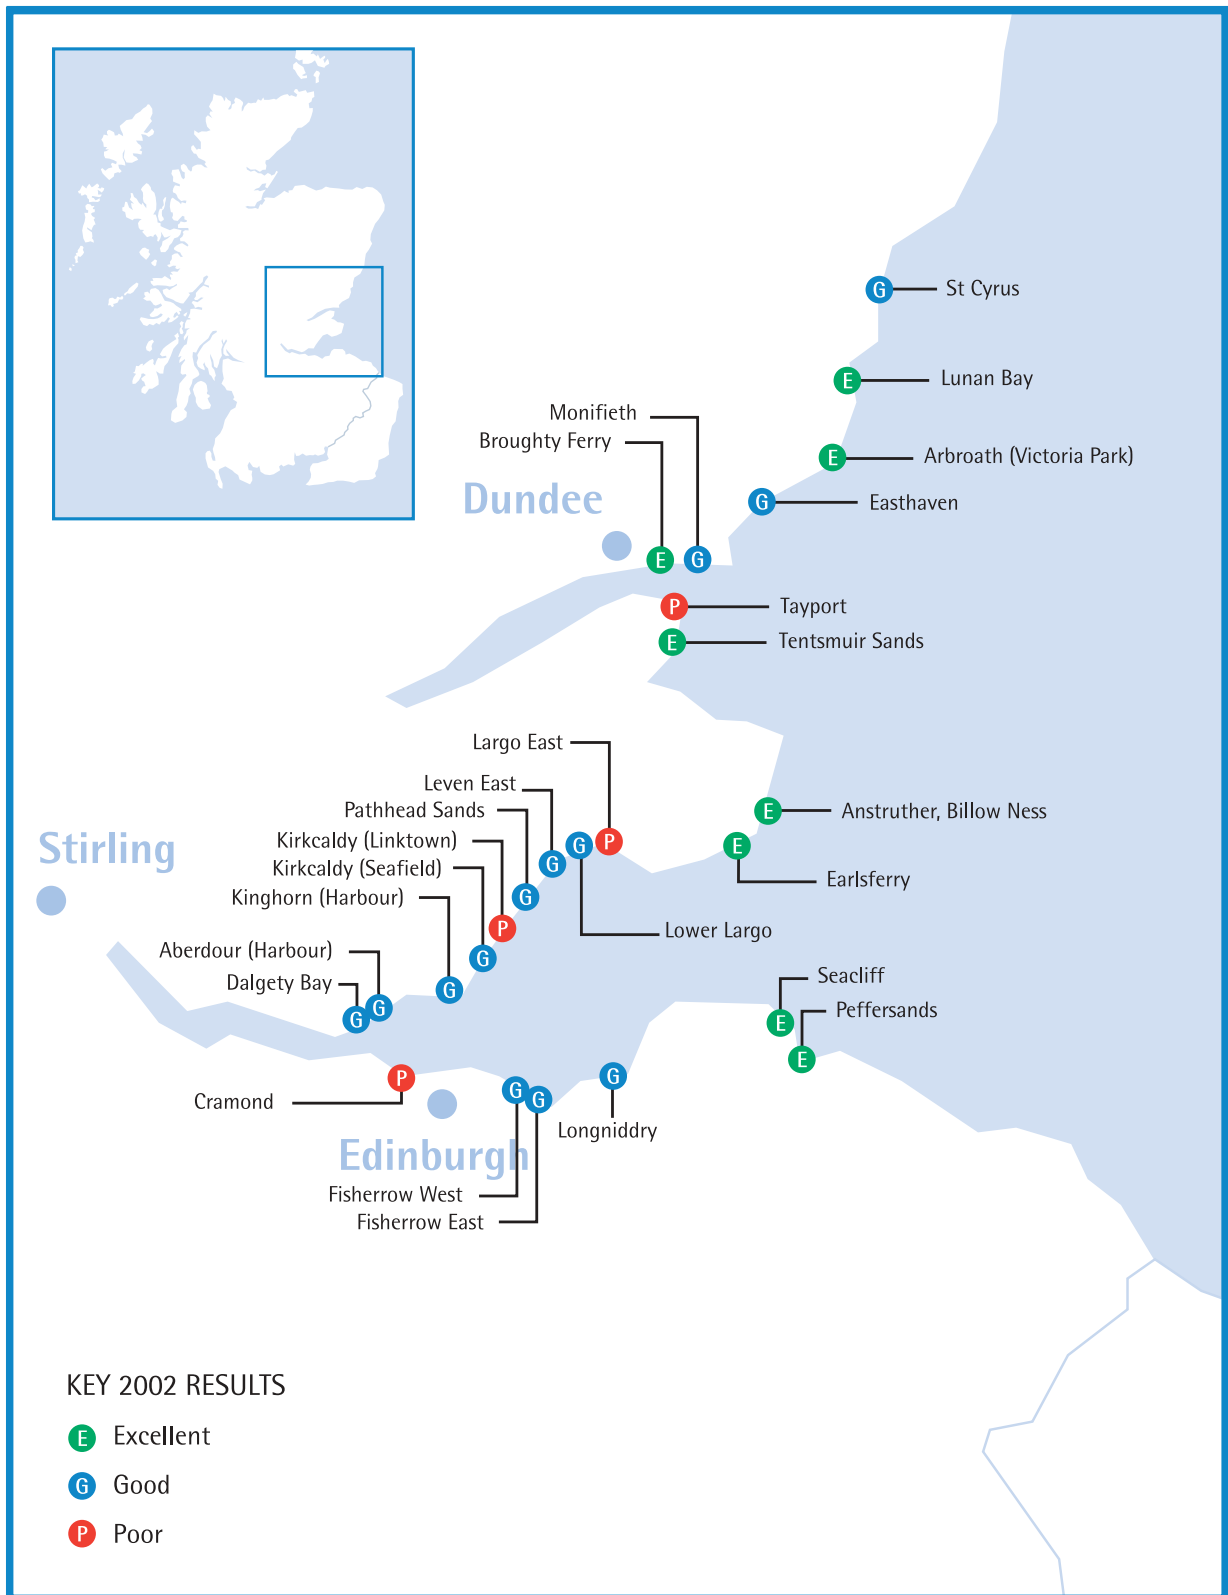 G St Cyrus
E Lunan Bay
Monifieth
Broughty Ferry
E Arbroath (Victoria Park)
Dundee
G Easthaven
E G
P Tayport
E Tentsmuir Sands
Largo East
Leven East
Pathhead Sands
E Anstruther, Billow Ness
Kirkcaldy (Linktown)
G P E
Stirling
Kirkcaldy (Seafield)
G
Earlsferry
Kinghorn (Harbour)
G
P Lower Largo
Aberdour (Harbour)
G
Seacliff
Dalgety Bay
G
Peffersands
G G E
E
P G
G G
Cramond
Longniddry
Edinburgh
Fisherrow West
Fisherrow East
KEY 2002 RESULTS
E Excellent
G Good
P Poor